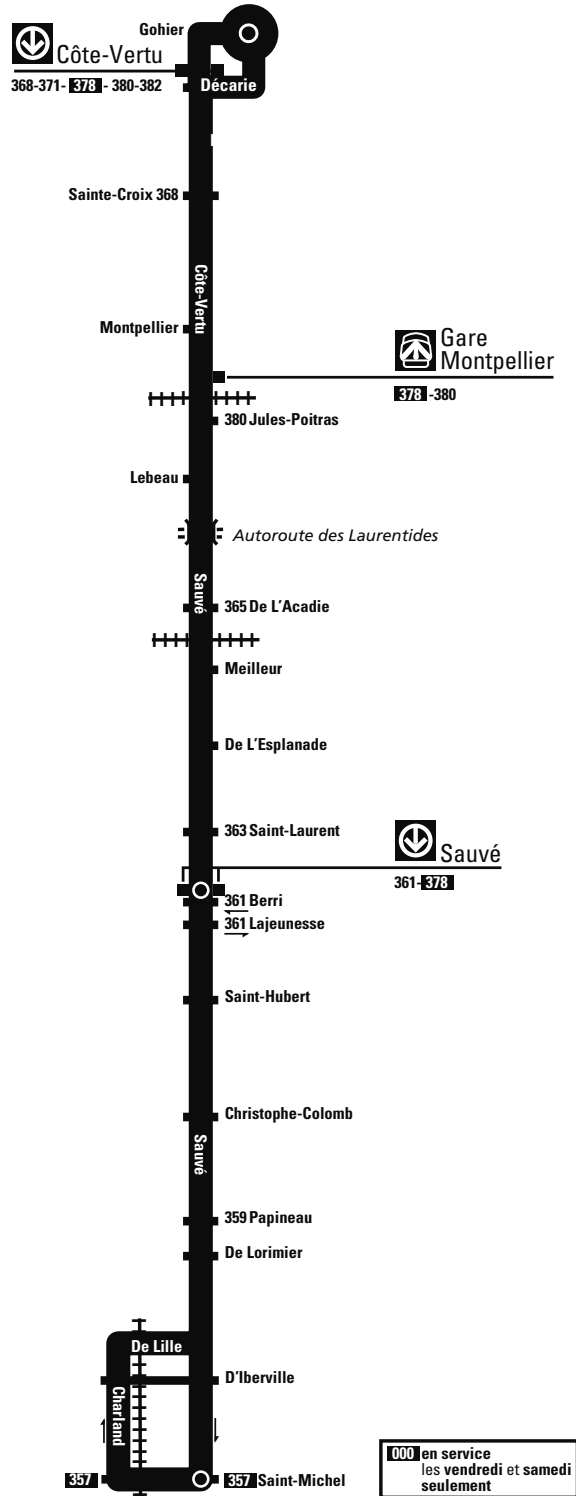 Gohier
Côte-Vertu
368-371- 378 - 380-382
Décarie
Sainte-Croix 368
Côte-Vertu
Montpellier
Gare
Montpellier
378 -380
380 Jules-Poitras
Lebeau
Autoroute des Laurentides
Sauvé
365 De L'Acadie
Meilleur
De L'Esplanade
363 Saint-Laurent
Sauvé
361-378
361 Berri
361 Lajeunesse
Saint-Hubert
Christophe-Colomb
Sauvé
359 Papineau
De Lorimier
De Lille
D'Iberville
Charland
357
357 Saint-Michel
000 en service
les vendredi et samedi
seulement